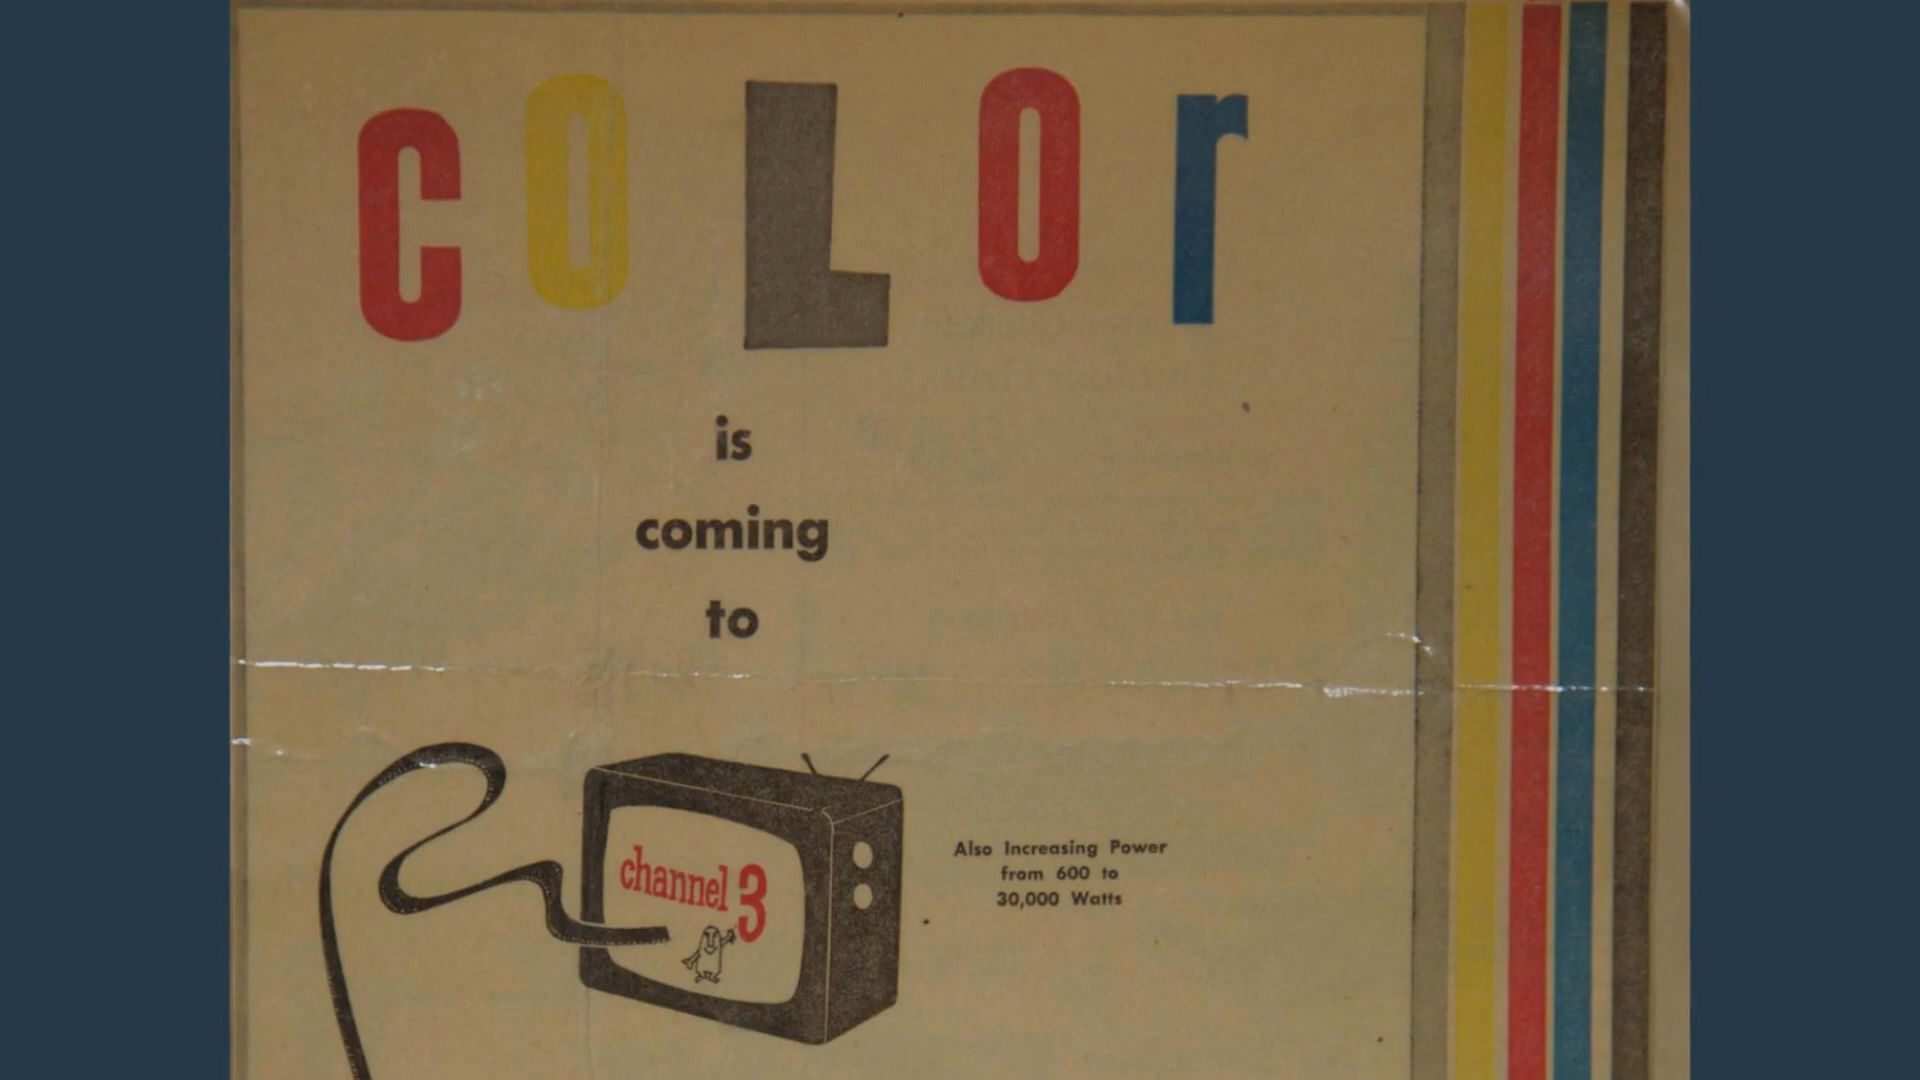 coLOr
is
coming
to
channel 3
Also Increasing Power
from 600 to
30,000 Watts